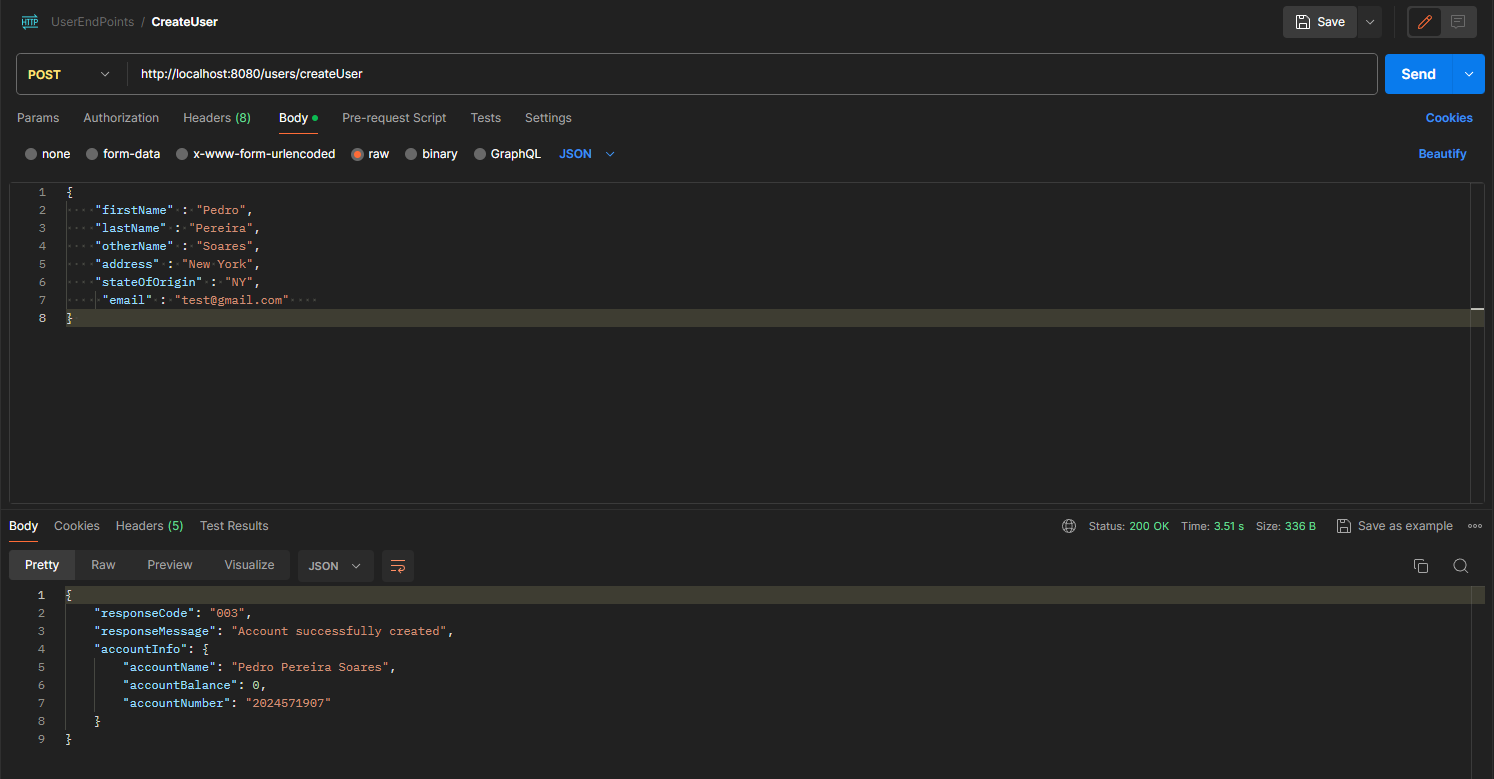 HTTP UserEndPoints / CreateUser Save
POST http://localhost:8080/users/createUser Send
Params Authorization Headers (8) Body Pre-request Script Tests Settings Cookies
none form-data x-www-form-urlencoded raw binary GraphQL JSON Beautify
1 {
2 "firstName" : "Pedro",
3 "lastName" : "Pereira",
4 "otherName" : "Soares",
5 "address" : "New York",
6 "stateOfOrigin" : "NY",
7 "email" : "test@gmail.com"
8 }
Body Cookies Headers (5) Test Results Status: 200 OK Time: 3.51 s Size: 336 B Save as example
Pretty Raw Preview Visualize JSON
1 {
2 "responseCode": "003",
3 "responseMessage": "Account successfully created",
4 "accountInfo": {
5 "accountName": "Pedro Pereira Soares",
6 "accountBalance": 0,
7 "accountNumber": "2024571907"
8 }
9 }